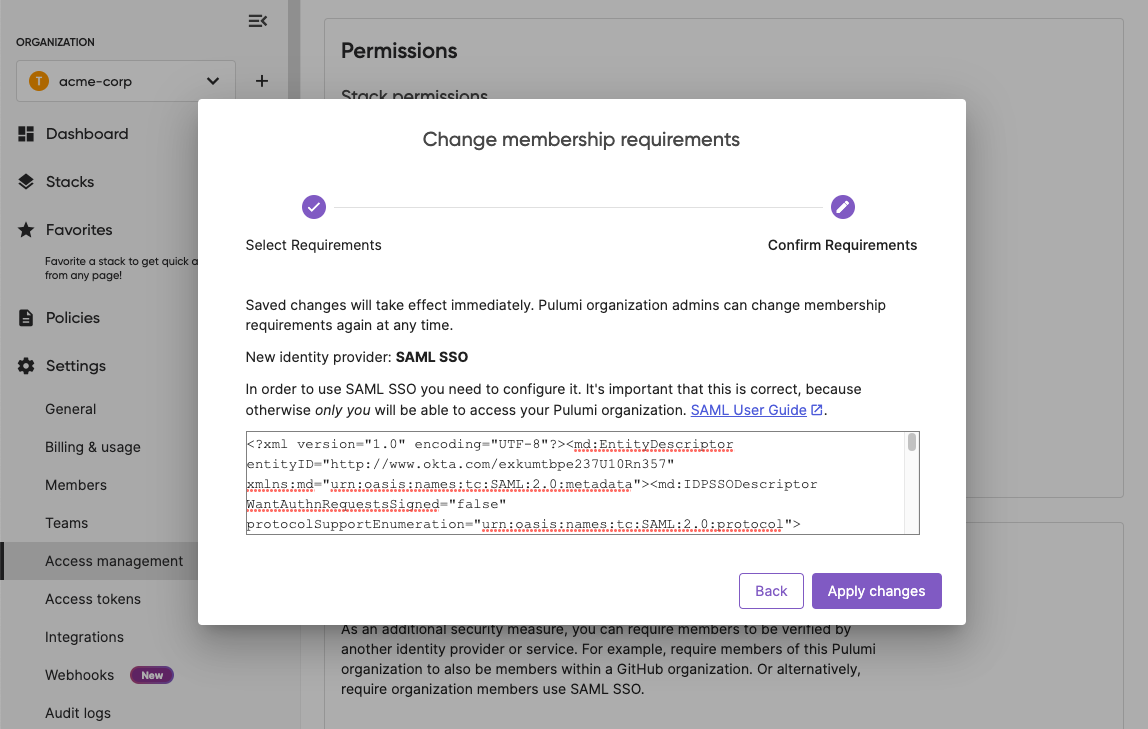 ORGANIZATION
T
acme-corp
Dashboard
Stacks
Favorites
Favorite a stack to get quick a
from any page!
Policies
Settings
General
Billing & usage
Members
Teams
Access management
Access tokens
Integrations
Webhooks New
Audit logs
Permissions
Stack permissions
Change membership requirements
Select Requirements
Confirm Requirements
Saved changes will take effect immediately. Pulumi organization admins can change membership
requirements again at any time.
New identity provider: SAML SSO
In order to use SAML SSO you need to configure it. It's important that this is correct, because
otherwise only you will be able to access your Pulumi organization. SAML User Guide.
<?xml version="1.0" encoding="UTF-8"?><md:EntityDescriptor
entityID="http://www.okta.com/exkumtbpe237U10Rn357"
xmlns:md="urn:oasis:names:tc:SAML:2.0:metadata"><md:IDPSSODescriptor
WantAuthnRequestsSigned="false"
protocolSupportEnumeration="urn:oasis:names:tc:SAML:2.0:protocol">
Back
Apply changes
As an additional security measure, you can require members to be verified by
another identity provider or service. For example, require members of this Pulumi
organization to also be members within a GitHub organization. Or alternatively,
require organization members use SAML SSO.